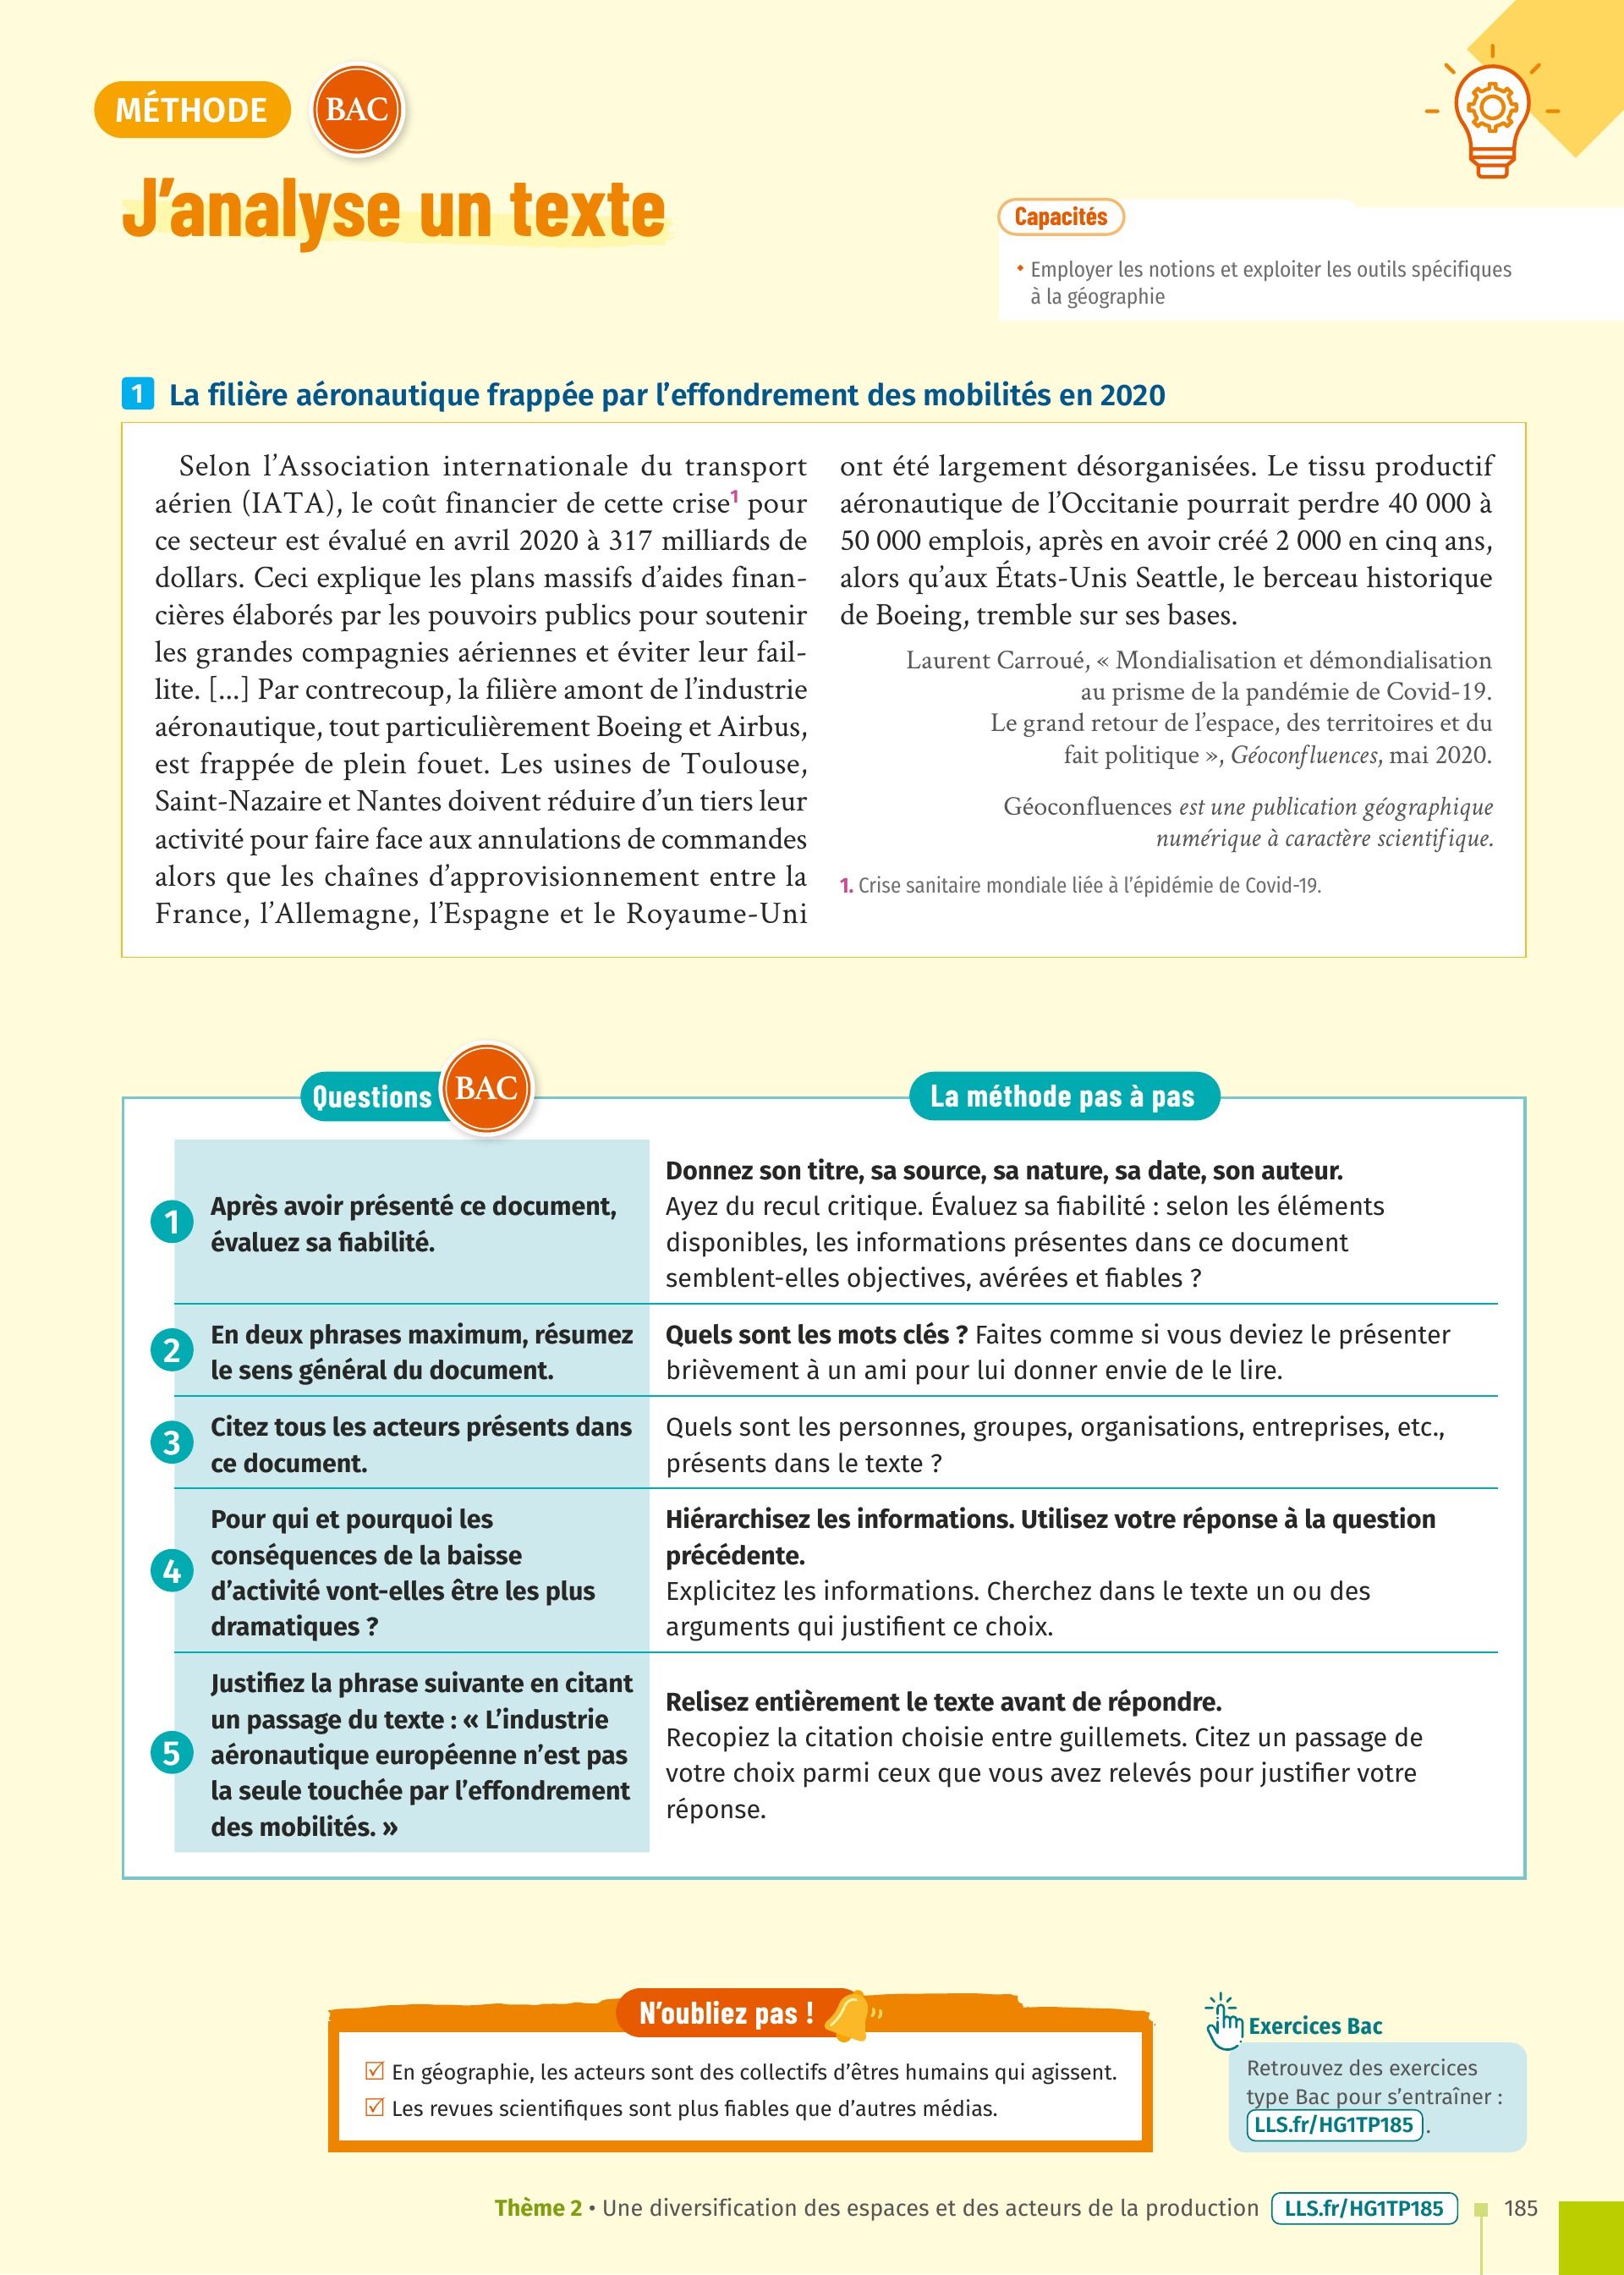 MÉTHODE
BAC
J'analyse un texte
Capacités
• Employer les notions et exploiter les outils spécifiques
à la géographie
1 La filière aéronautique frappée par l'effondrement des mobilités en 2020
Selon l'Association internationale du transport
aérien (IATA), le coût financier de cette crise¹ pour
ce secteur est évalué en avril 2020 à 317 milliards de
dollars. Ceci explique les plans massifs d'aides finan-
cières élaborés par les pouvoirs publics pour soutenir
les grandes compagnies aériennes et éviter leur fail-
lite. [...] Par contrecoup, la filière amont de l'industrie
aéronautique, tout particulièrement Boeing et Airbus,
est frappée de plein fouet. Les usines de Toulouse,
Saint-Nazaire et Nantes doivent réduire d'un tiers leur
activité pour faire face aux annulations de commandes
alors que les chaînes d'approvisionnement entre la
France, l'Allemagne, l'Espagne et le Royaume-Uni
ont été largement désorganisées. Le tissu productif
aéronautique de l'Occitanie pourrait perdre 40 000 à
50 000 emplois, après en avoir créé 2 000 en cinq ans,
alors qu'aux États-Unis Seattle, le berceau historique
de Boeing, tremble sur ses bases.
Laurent Carroué, « Mondialisation et démondialisation
au prisme de la pandémie de Covid-19.
Le grand retour de l'espace, des territoires et du
fait politique », Géoconfluences, mai 2020.
Géoconfluences est une publication géographique
numérique à caractère scientifique.
1. Crise sanitaire mondiale liée à l'épidémie de Covid-19.
Questions
BAC
La méthode pas à pas
1
Après avoir présenté ce document,
évaluez sa fiabilité.
Donnez son titre, sa source, sa nature, sa date, son auteur.
Ayez du recul critique. Évaluez sa fiabilité : selon les éléments
disponibles, les informations présentes dans ce document
semblent-elles objectives, avérées et fiables ?
2
En deux phrases maximum, résumez
le sens général du document.
Quels sont les mots clés ? Faites comme si vous deviez le présenter
brièvement à un ami pour lui donner envie de le lire.
3
Citez tous les acteurs présents dans
ce document.
Quels sont les personnes, groupes, organisations, entreprises, etc.,
présents dans le texte ?
4
Pour qui et pourquoi les
conséquences de la baisse
d'activité vont-elles être les plus
dramatiques ?
Hiérarchisez les informations. Utilisez votre réponse à la question
précédente.
Explicitez les informations. Cherchez dans le texte un ou des
arguments qui justifient ce choix.
5
Justifiez la phrase suivante en citant
un passage du texte : « L'industrie
aéronautique européenne n'est pas
la seule touchée par l'effondrement
des mobilités. »
Relisez entièrement le texte avant de répondre.
Recopiez la citation choisie entre guillemets. Citez un passage de
votre choix parmi ceux que vous avez relevés pour justifier votre
réponse.
N'oubliez pas !
En géographie, les acteurs sont des collectifs d'êtres humains qui agissent.
Les revues scientifiques sont plus fiables que d'autres médias.
Exercices Bac
Retrouvez des exercices
type Bac pour s'entraîner :
LLS.fr/HG1TP185 .
Thème 2 • Une diversification des espaces et des acteurs de la production LLS.fr/HG1TP185 185